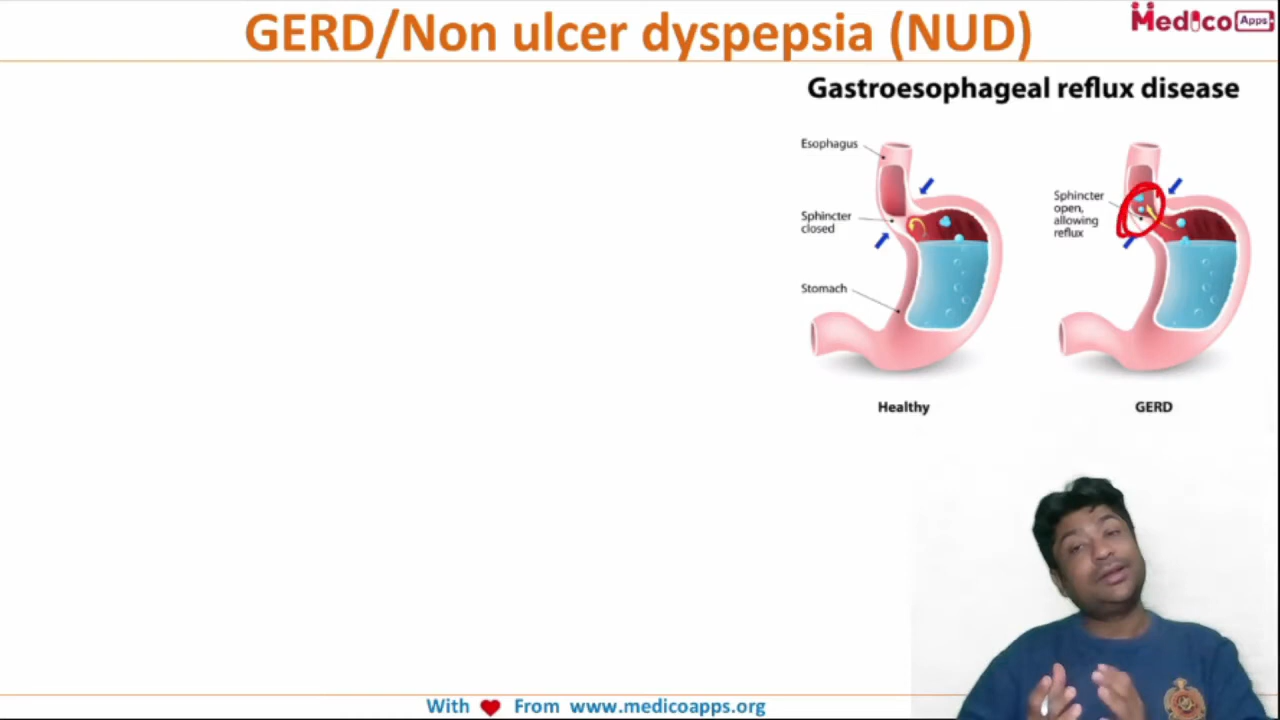 GERD/Non ulcer dyspepsia (NUD)
Medico Apps
Gastroesophageal reflux disease
Esophagus
Sphincter
closed
Stomach
Healthy
Sphincter
open,
allowing
reflux
GERD
With From www.medicoapps.org